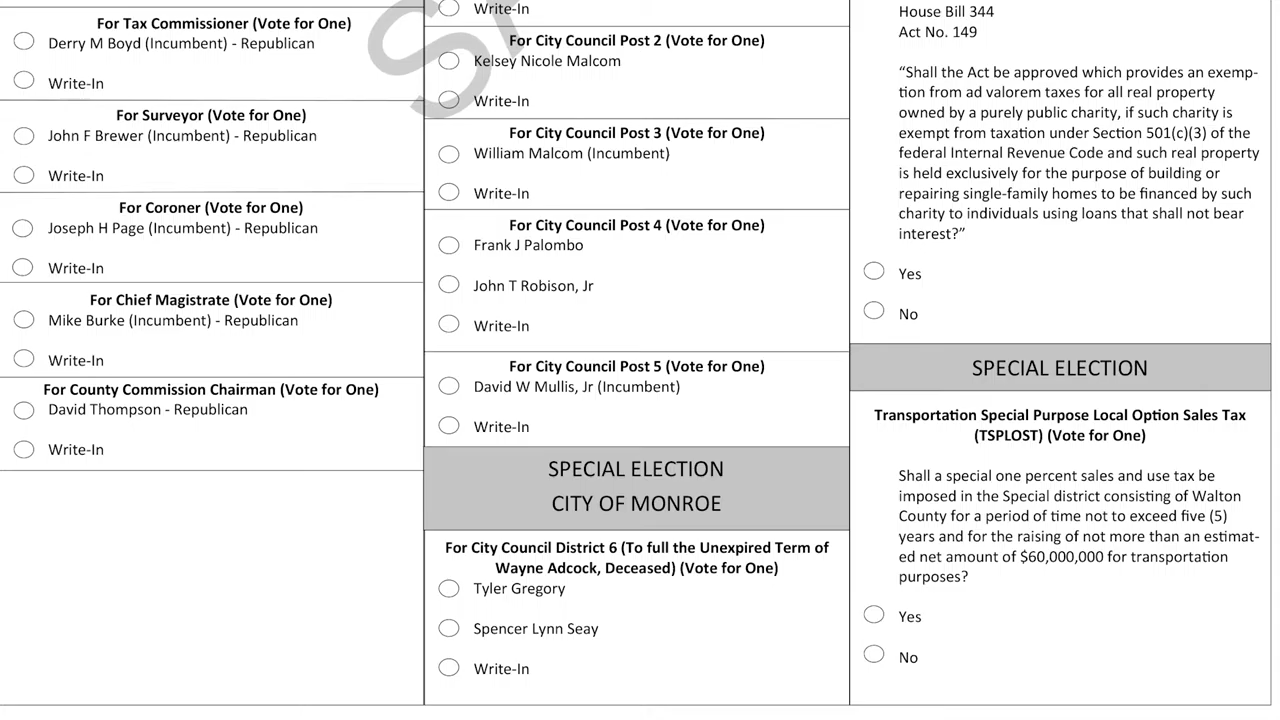 For Tax Commissioner (Vote for One)
Derry M Boyd (Incumbent) - Republican
Write-In
For Surveyor (Vote for One)
John F Brewer (Incumbent) - Republican
Write-In
For Coroner (Vote for One)
Joseph H Page (Incumbent) - Republican
Write-In
For Chief Magistrate (Vote for One)
Mike Burke (Incumbent) - Republican
Write-In
For County Commission Chairman (Vote for One)
David Thompson - Republican
Write-In
Write-In
For City Council Post 2 (Vote for One)
Kelsey Nicole Malcom
Write-In
For City Council Post 3 (Vote for One)
William Malcom (Incumbent)
Write-In
For City Council Post 4 (Vote for One)
Frank J Palombo
John T Robison, Jr
Write-In
For City Council Post 5 (Vote for One)
David W Mullis, Jr (Incumbent)
Write-In
SPECIAL ELECTION
CITY OF MONROE
For City Council District 6 (To full the Unexpired Term of
Wayne Adcock, Deceased) (Vote for One)
Tyler Gregory
Spencer Lynn Seay
Write-In
House Bill 344
Act No. 149
“Shall the Act be approved which provides an exemp-
tion from ad valorem taxes for all real property
owned by a purely public charity, if such charity is
exempt from taxation under Section 501(c)(3) of the
federal Internal Revenue Code and such real property
is held exclusively for the purpose of building or
repairing single-family homes to be financed by such
charity to individuals using loans that shall not bear
interest?”
Yes
No
SPECIAL ELECTION
Transportation Special Purpose Local Option Sales Tax
(TSPLOST) (Vote for One)
Shall a special one percent sales and use tax be
imposed in the Special district consisting of Walton
County for a period of time not to exceed five (5)
years and for the raising of not more than an estimat-
ed net amount of $60,000,000 for transportation
purposes?
Yes
No